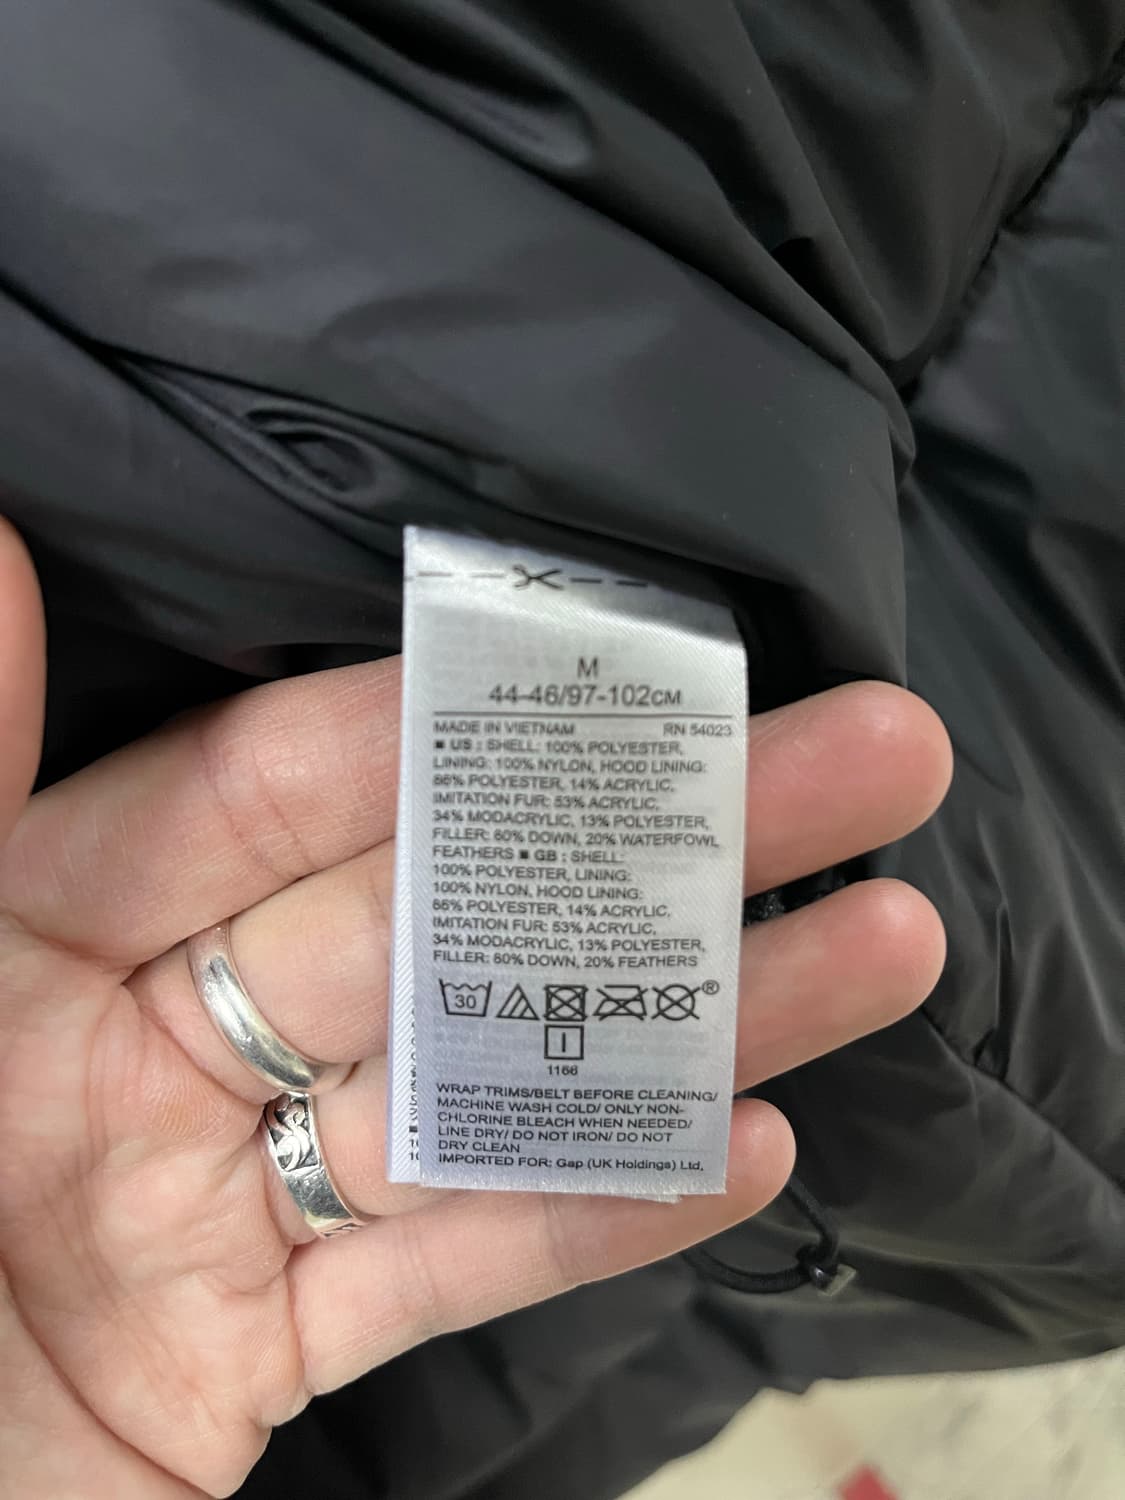 M
44-46/97-102CM
MADE IN VIETNAM RN 54023
■ US : SHELL: 100% POLYESTER,
LINING: 100% NYLON, HOOD LINING:
86% POLYESTER, 14% ACRYLIC,
IMITATION FUR: 53% ACRYLIC,
34% MODACRYLIC, 13% POLYESTER,
FILLER: 80% DOWN, 20% WATERFOWL
FEATHERS ■ GB : SHELL:
100% POLYESTER, LINING:
100% NYLON, HOOD LINING:
86% POLYESTER, 14% ACRYLIC,
IMITATION FUR: 53% ACRYLIC,
34% MODACRYLIC, 13% POLYESTER,
FILLER: 80% DOWN, 20% FEATHERS
30
®
I
1166
WRAP TRIMS/BELT BEFORE CLEANING/
MACHINE WASH COLD/ ONLY NON-
CHLORINE BLEACH WHEN NEEDED/
LINE DRY/ DO NOT IRON/ DO NOT
DRY CLEAN
IMPORTED FOR: Gap (UK Holdings) Ltd,